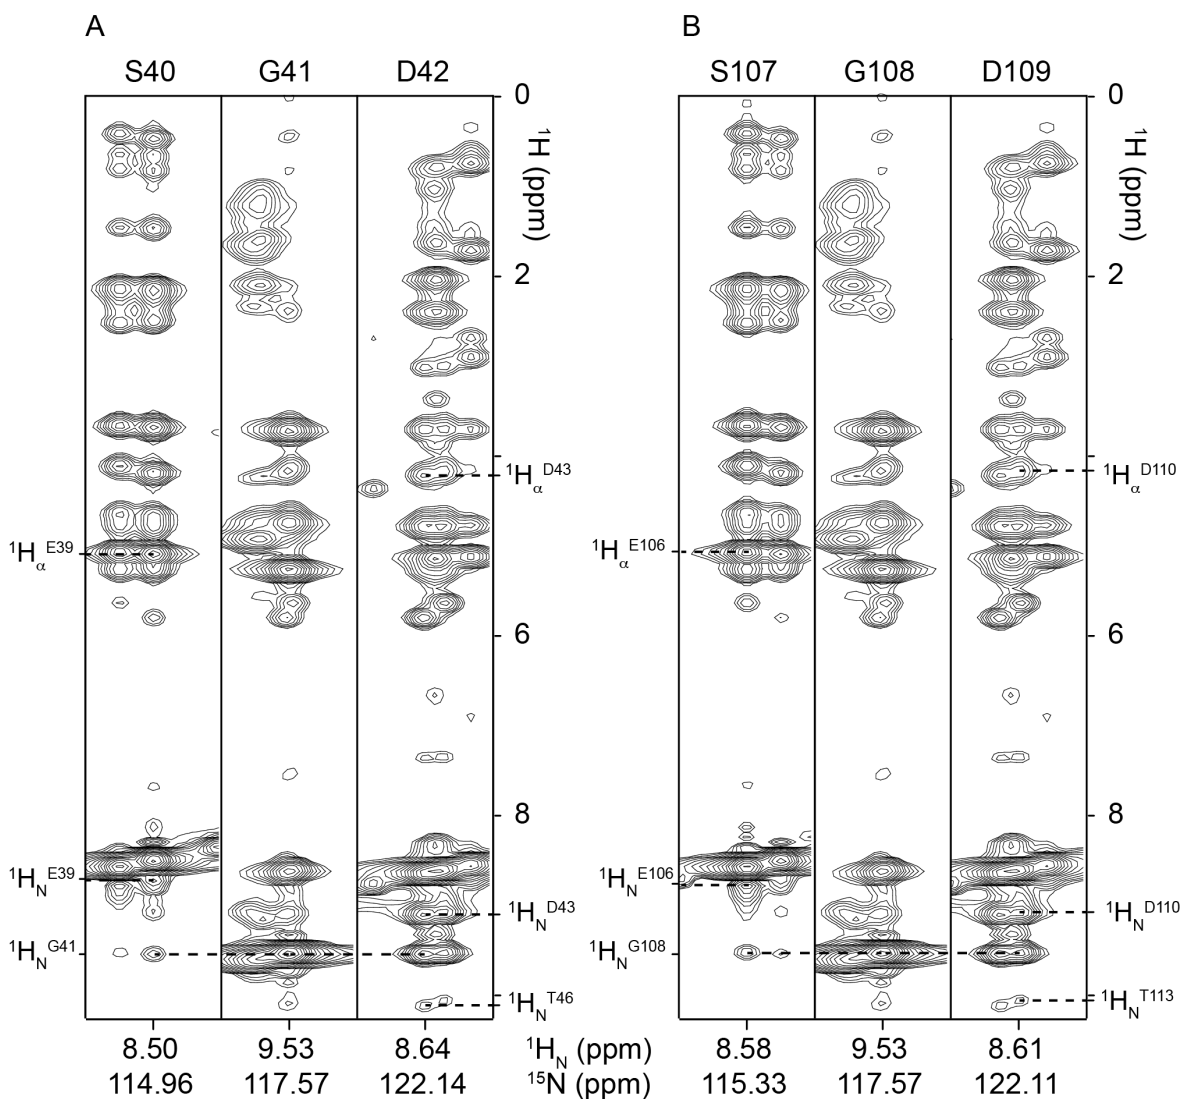 A B
S40 G41 D42 S107 G108 D109
0 0
¹H (ppm) ¹H (ppm)
2 2
¹Hα D43 ¹Hα D110
¹Hα E39 ¹Hα E106
6 6
8 8
¹HN E39 ¹HN E106
¹HN D43 ¹HN D110
¹HN G41 ¹HN G108
¹HN T46 ¹HN T113
8.50 9.53 8.64 ¹HN (ppm) 8.58 9.53 8.61
114.96 117.57 122.14 ¹⁵N (ppm) 115.33 117.57 122.11